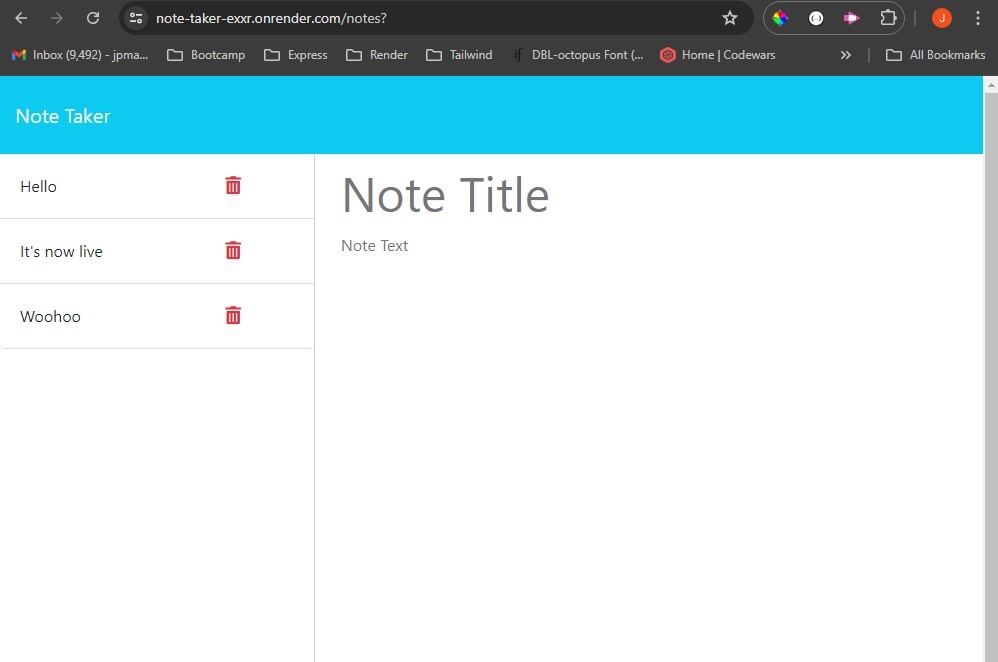 note-taker-exxr.onrender.com/notes?
J
Inbox (9,492) - jpma... Bootcamp Express Render Tailwind if DBL-octopus Font (... Home | Codewars » All Bookmarks
Note Taker
Hello
It's now live
Woohoo
Note Title
Note Text